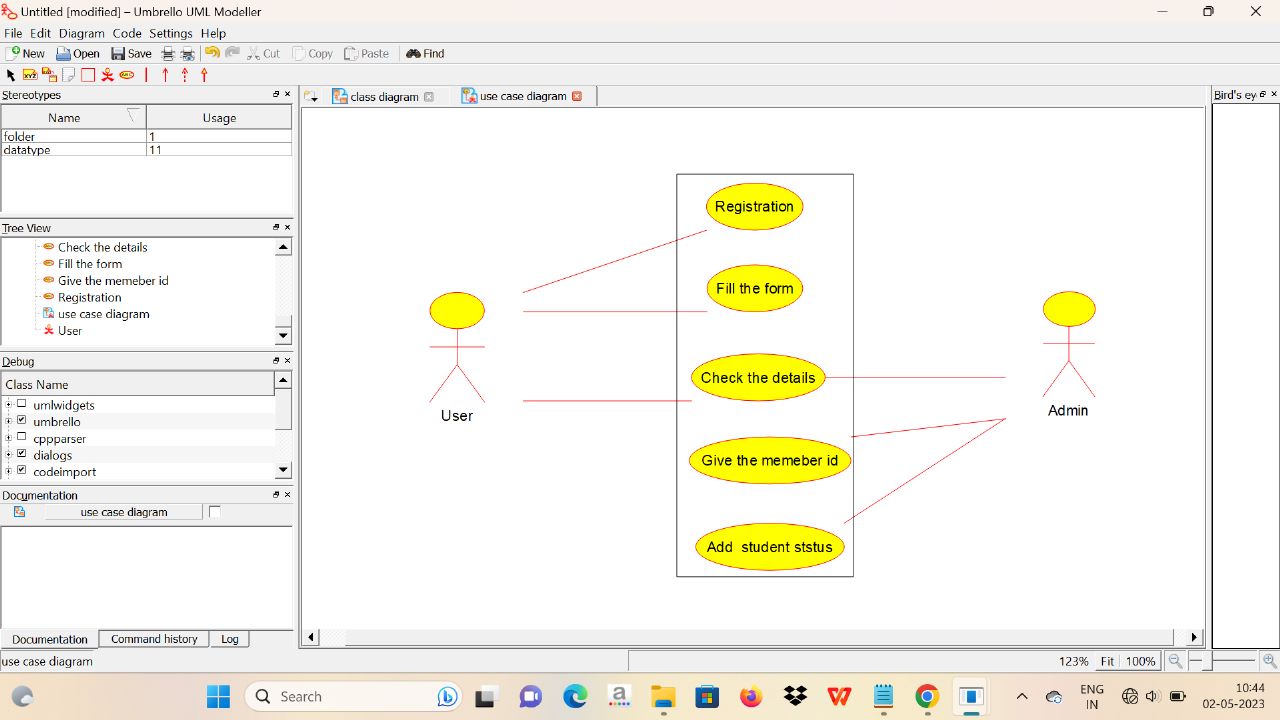 Untitled [modified] – Umbrello UML Modeller
File Edit Diagram Code Settings Help
New Open Save Cut Copy Paste Find
Stereotypes
Name Usage
folder 1
datatype 11
Tree View
Check the details
Fill the form
Give the memeber id
Registration
use case diagram
User
Debug
Class Name
umlwidgets
umbrello
cppparser
dialogs
codeimport
Documentation
use case diagram
Documentation Command history Log
use case diagram
class diagram use case diagram
Bird's ey
Registration
Fill the form
Check the details
Give the memeber id
Add student ststus
User
Admin
123% Fit 100%
Search
ENG
IN
10:44
02-05-2023